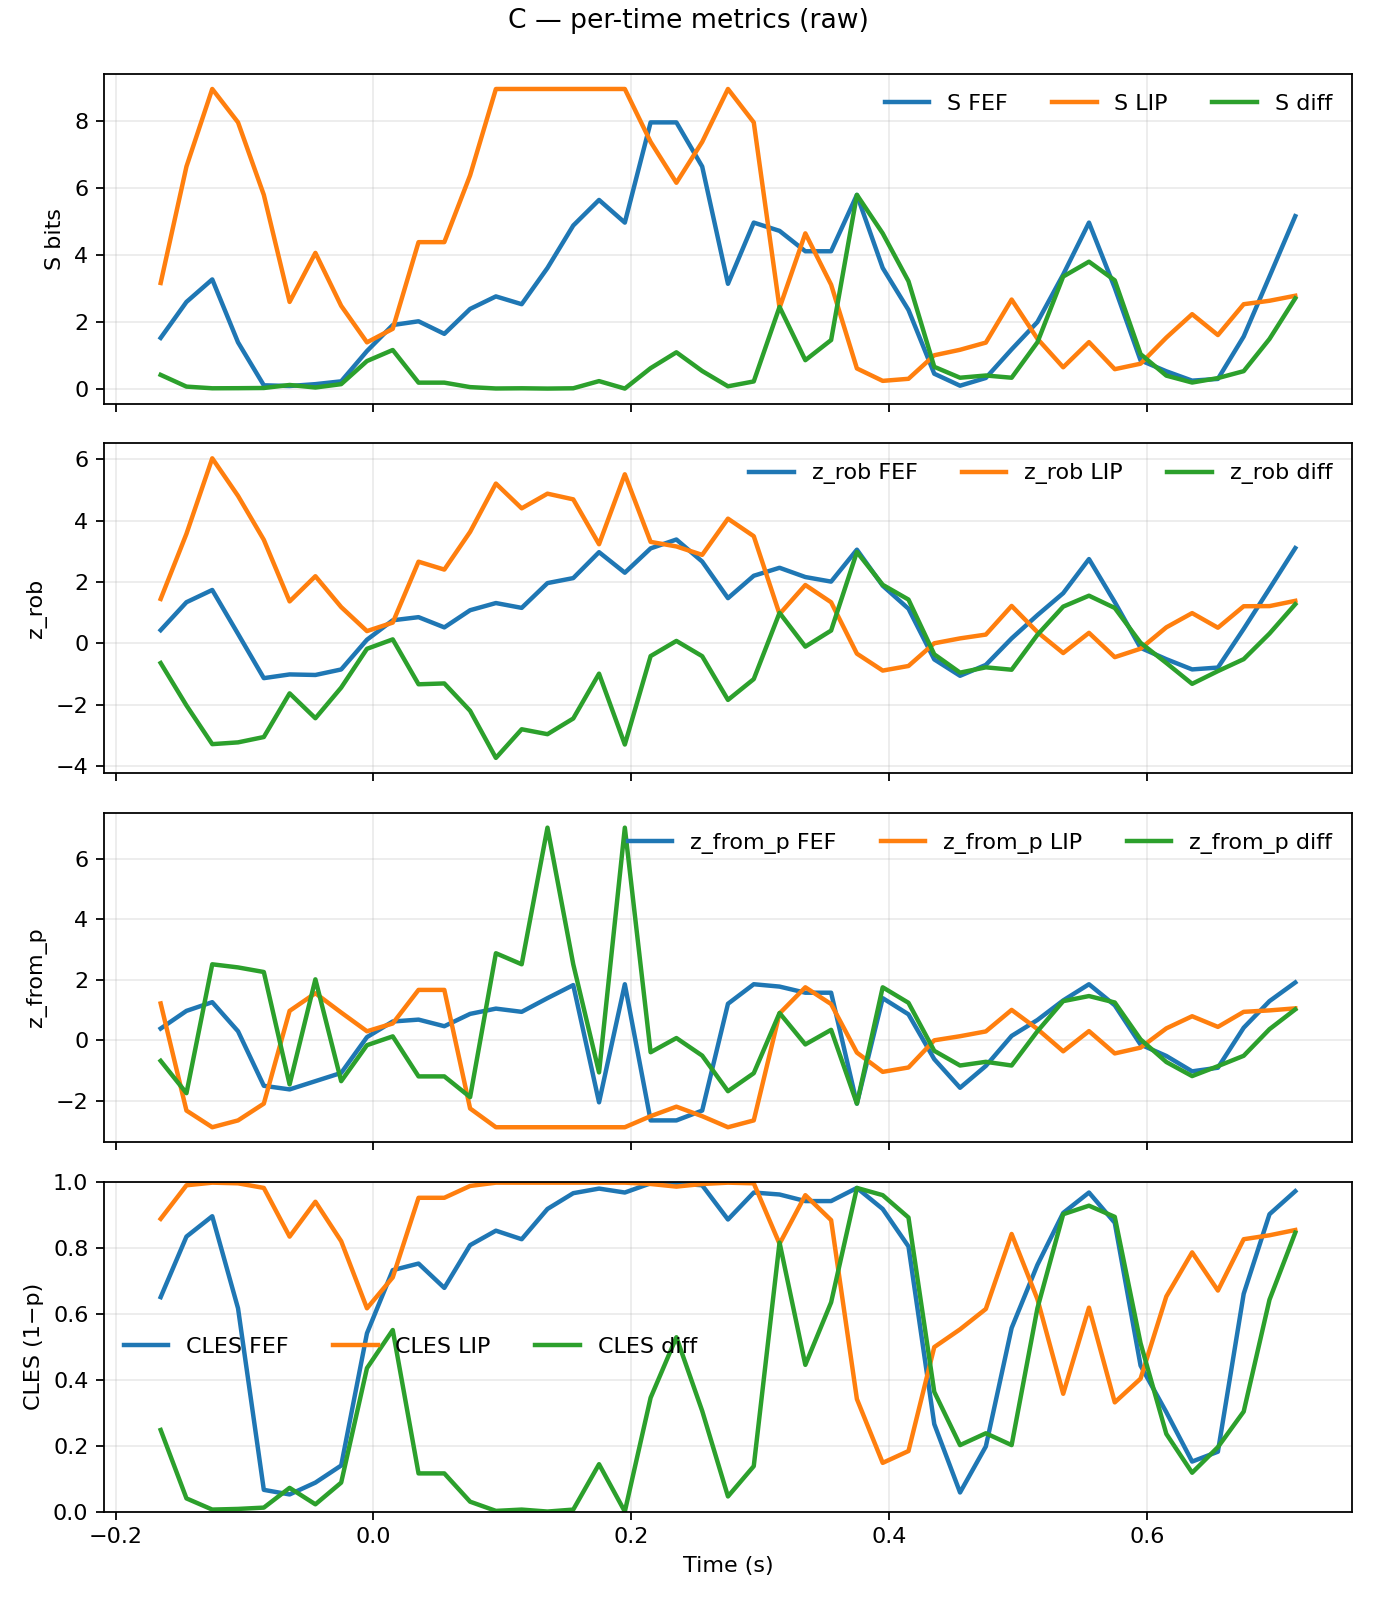 C — per-time metrics (raw)
S FEF S LIP S diff
8
6
4
2
0
S bits
z_rob FEF z_rob LIP z_rob diff
6
4
2
0
−2
−4
z_rob
z_from_p FEF z_from_p LIP z_from_p diff
6
4
2
0
−2
z_from_p
1.0
0.8
0.6
0.4
0.2
0.0
CLES (1−p)
CLES FEF CLES LIP CLES diff
−0.2 0.0 0.2 0.4 0.6
Time (s)